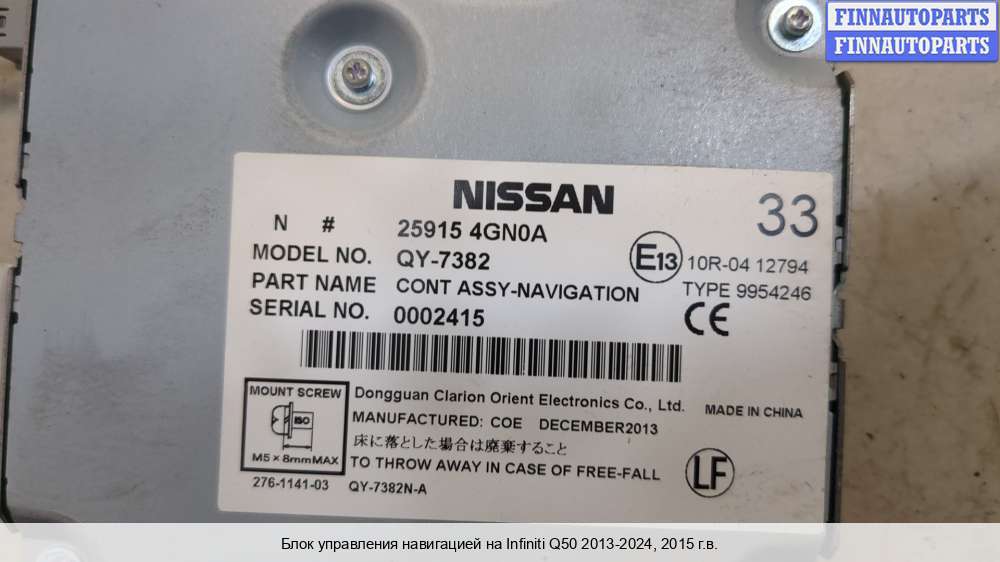 FINNAUTOPARTS
FINNAUTOPARTS
NISSAN
33
N # 25915 4GN0A
MODEL NO. QY-7382
E13 10R-04 12794
PART NAME CONT ASSY-NAVIGATION
TYPE 9954246
SERIAL NO. 0002415
CE
MOUNT SCREW
ISO
M5 × 8mmMAX
Dongguan Clarion Orient Electronics Co., Ltd.
MADE IN CHINA
MANUFACTURED: COE DECEMBER2013
床に落とした場合は廃棄すること
TO THROW AWAY IN CASE OF FREE-FALL
LF
276-1141-03 QY-7382N-A
Блок управления навигацией на Infiniti Q50 2013-2024, 2015 г.в.